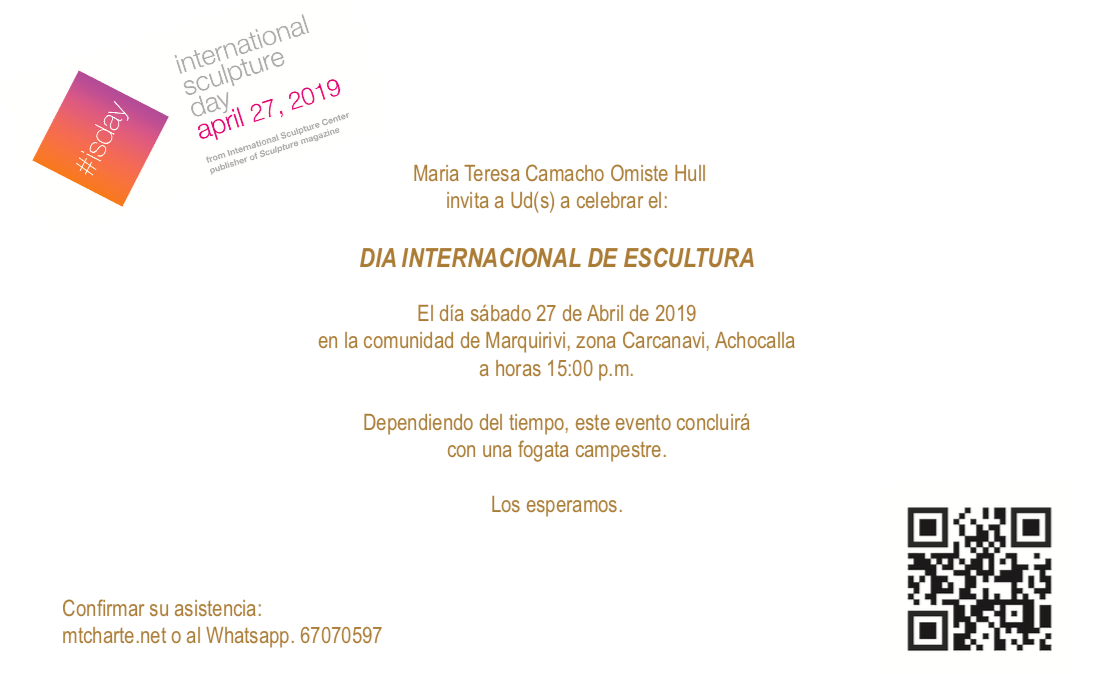 international
sculpture
day
april 27, 2019
from International Sculpture Center
publisher of Sculpture magazine
#isday
Maria Teresa Camacho Omiste Hull
invita a Ud(s) a celebrar el:
DIA INTERNACIONAL DE ESCULTURA
El día sábado 27 de Abril de 2019
en la comunidad de Marquirivi, zona Carcanavi, Achocalla
a horas 15:00 p.m.
Dependiendo del tiempo, este evento concluirá
con una fogata campestre.
Los esperamos.
Confirmar su asistencia:
mtcharte.net o al Whatsapp. 67070597